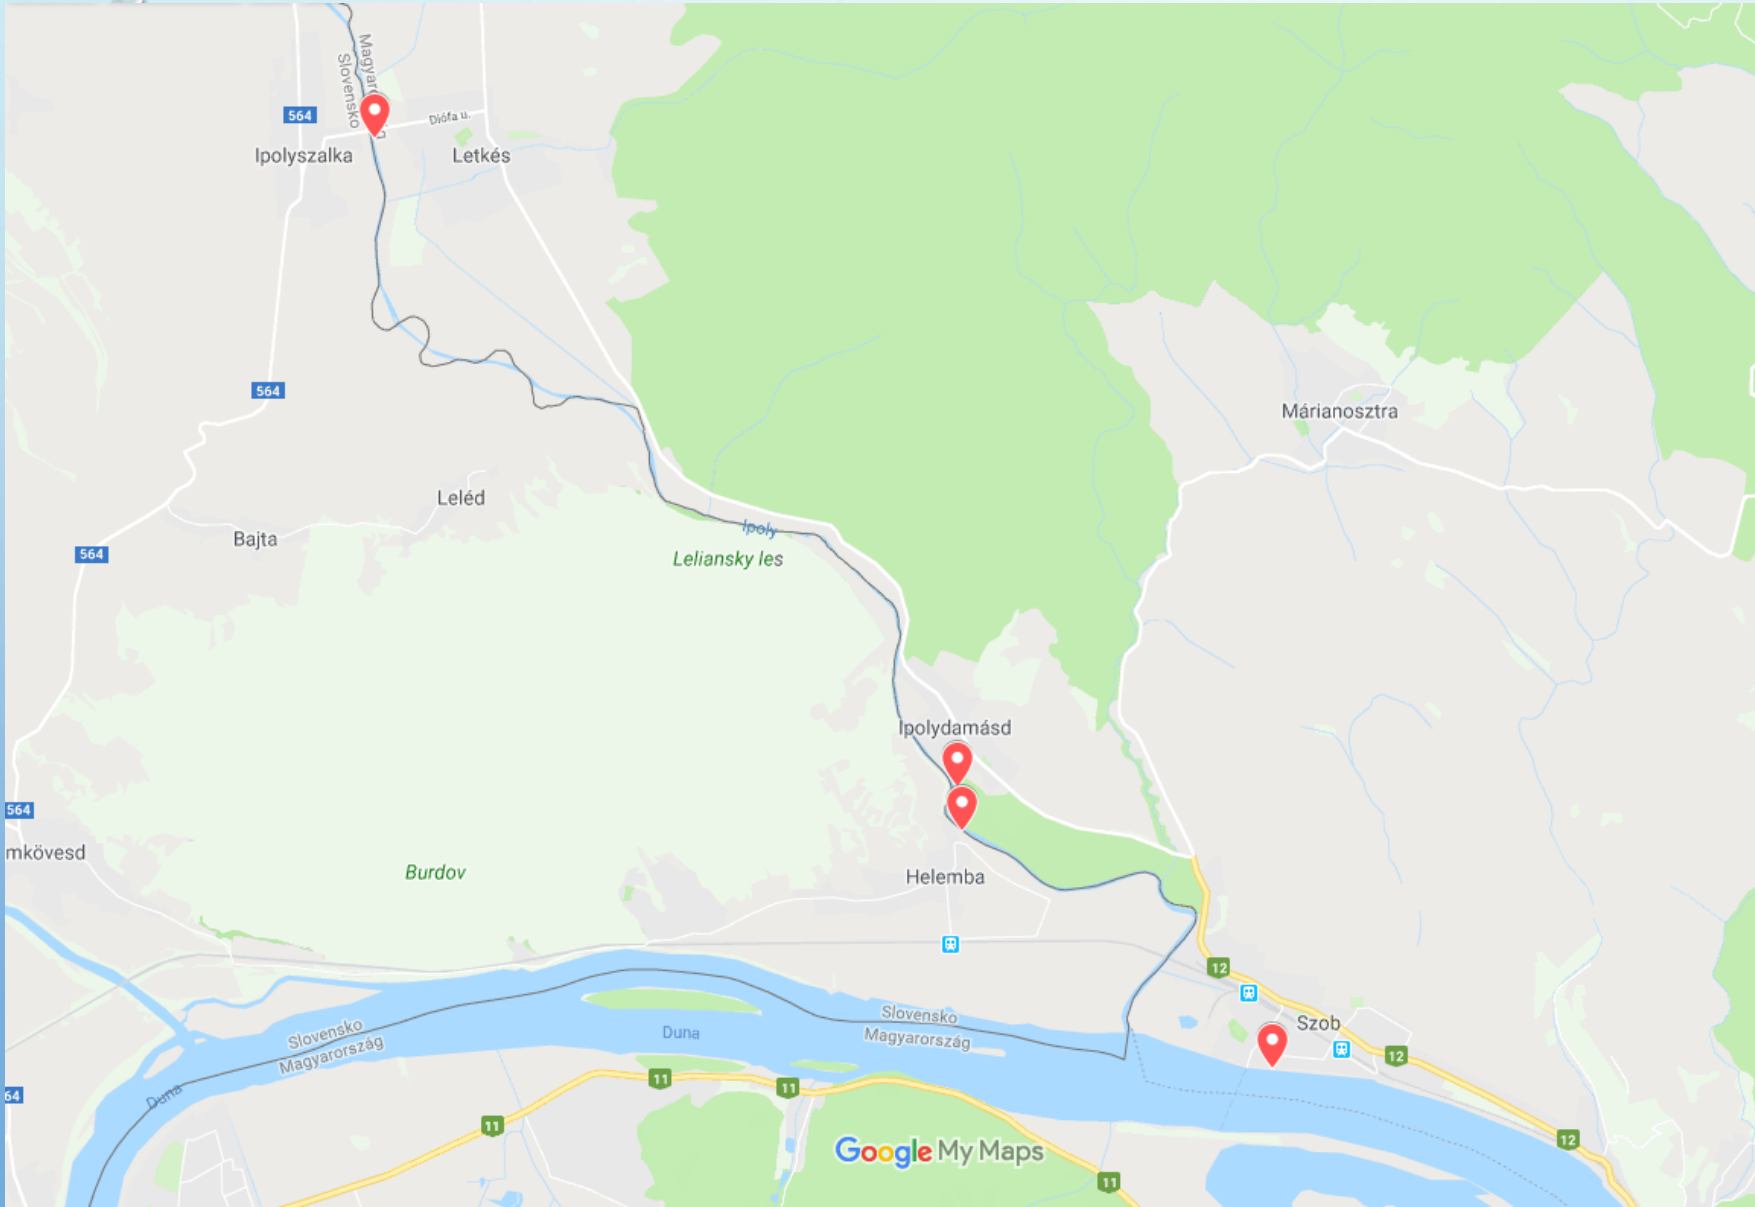 Magyar
Slovensko
564
Diófa u.
Ipolyszalka
Letkés
564
Márianosztra
Leléd
Bajta
564
Ipoly
Leliansky les
Ipolydamásd
564
mkövesd
Burdov
Helemba
12
Szob
12
Slovensko
Magyarország
Duna
Slovensko
Magyarország
Duna
11
11
64
11
12
Google My Maps
11